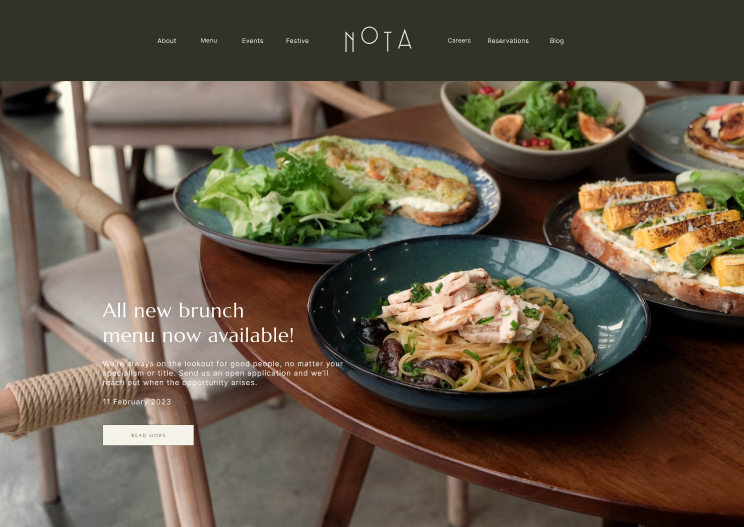 About Menu Events Festive NOTA Careers Reservations Blog
All new brunch
menu now available!
We're always on the lookout for good people, no matter your
specialism or title. Send us an open application and we'll
reach out when the opportunity arises.
11 February 2023
READ MORE